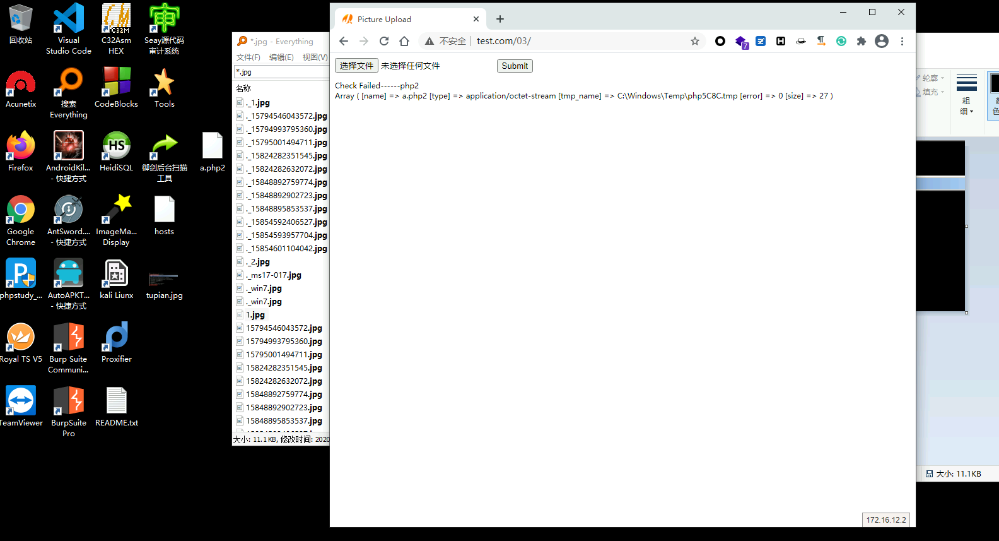 回收站
Visual
Studio Code
C32Asm
HEX
Seay源代码
审计系统
Acunetix
搜索
Everything
CodeBlocks
Tools
Firefox
AndroidKil...
- 快捷方式
HeidiSQL
御剑后台扫描
工具
a.php2
Google
Chrome
AntSword....
- 快捷方式
ImageMa...
Display
hosts
phpstudy_...
AutoAPKT...
- 快捷方式
kali Liunx
tupian.jpg
Royal TS V5
Burp Suite
Communi...
Proxifier
TeamViewer
BurpSuite
Pro
README.txt
*.jpg - Everything
文件(F) 编辑(E) 视图(V)
*.jpg
名称
._1.jpg
._15794546043572.jpg
._15794993795360.jpg
._15795001494711.jpg
._15824282351545.jpg
._15824282632072.jpg
._15848892759774.jpg
._15848892902723.jpg
._15848895853537.jpg
._15854592406527.jpg
._15854593957704.jpg
._15854601104042.jpg
._2.jpg
._ms17-017.jpg
._win7.jpg
._win7.jpg
1.jpg
15794546043572.jpg
15794993795360.jpg
15795001494711.jpg
15824282351545.jpg
15824282632072.jpg
15848892759774.jpg
15848892902723.jpg
15848895853537.jpg
大小: 11.1KB, 修改时间: 2020
Picture Upload
不安全 test.com/03/
7
选择文件 未选择任何文件 Submit
Check Failed------php2
Array ( [name] => a.php2 [type] => application/octet-stream [tmp_name] => C:\Windows\Temp\php5C8C.tmp [error] => 0 [size] => 27 )
172.16.12.2
轮廓
填充
粗
细
色
大小: 11.1KB